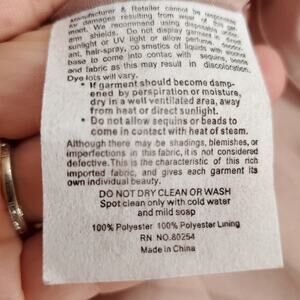 Manufacturer & Retailer cannot be responsible
for damages resulting from wear of this gar-
ment. We recommend using disposable under-
arm shields. Do not display garment in
sunlight or UV light or allow perfume, deodor-
ant, hair-spray, cosmetics of liquids with alcohol
base to come into contact with sequins, beads
and fabric as this may result in discoloration.
Dye lots will vary.
* If garment should become damp-
ened by perspiration or moisture,
dry in a well ventilated area, away
from heat or direct sunlight.
* Do not allow sequins or beads to
come in contact with heat of steam.
Although there may be shadings, blemishes, or
imperfections in this fabric, it is not considered
defective. This is the characteristic of this rich
imported fabric, and gives each garment its
own individual beauty.
DO NOT DRY CLEAN OR WASH
Spot clean only with cold water
and mild soap
100% Polyester 100% Polyester Lining
RN NO.80254
Made in China